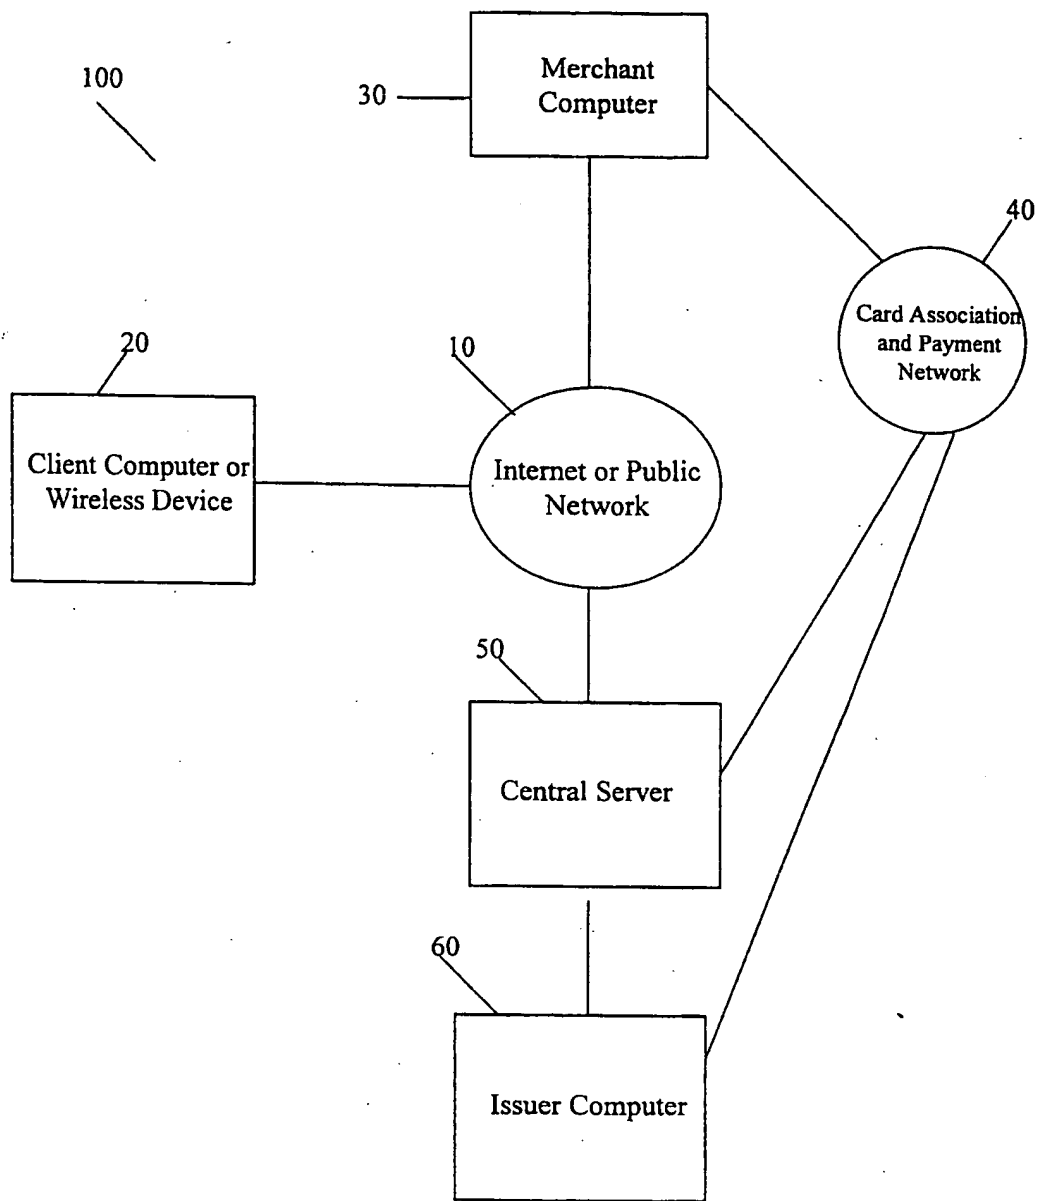 Merchant
Computer
100
30
40
Card Association
and Payment
Network
20
10
Client Computer or
Wireless Device
Internet or Public
Network
50
Central Server
60
Issuer Computer